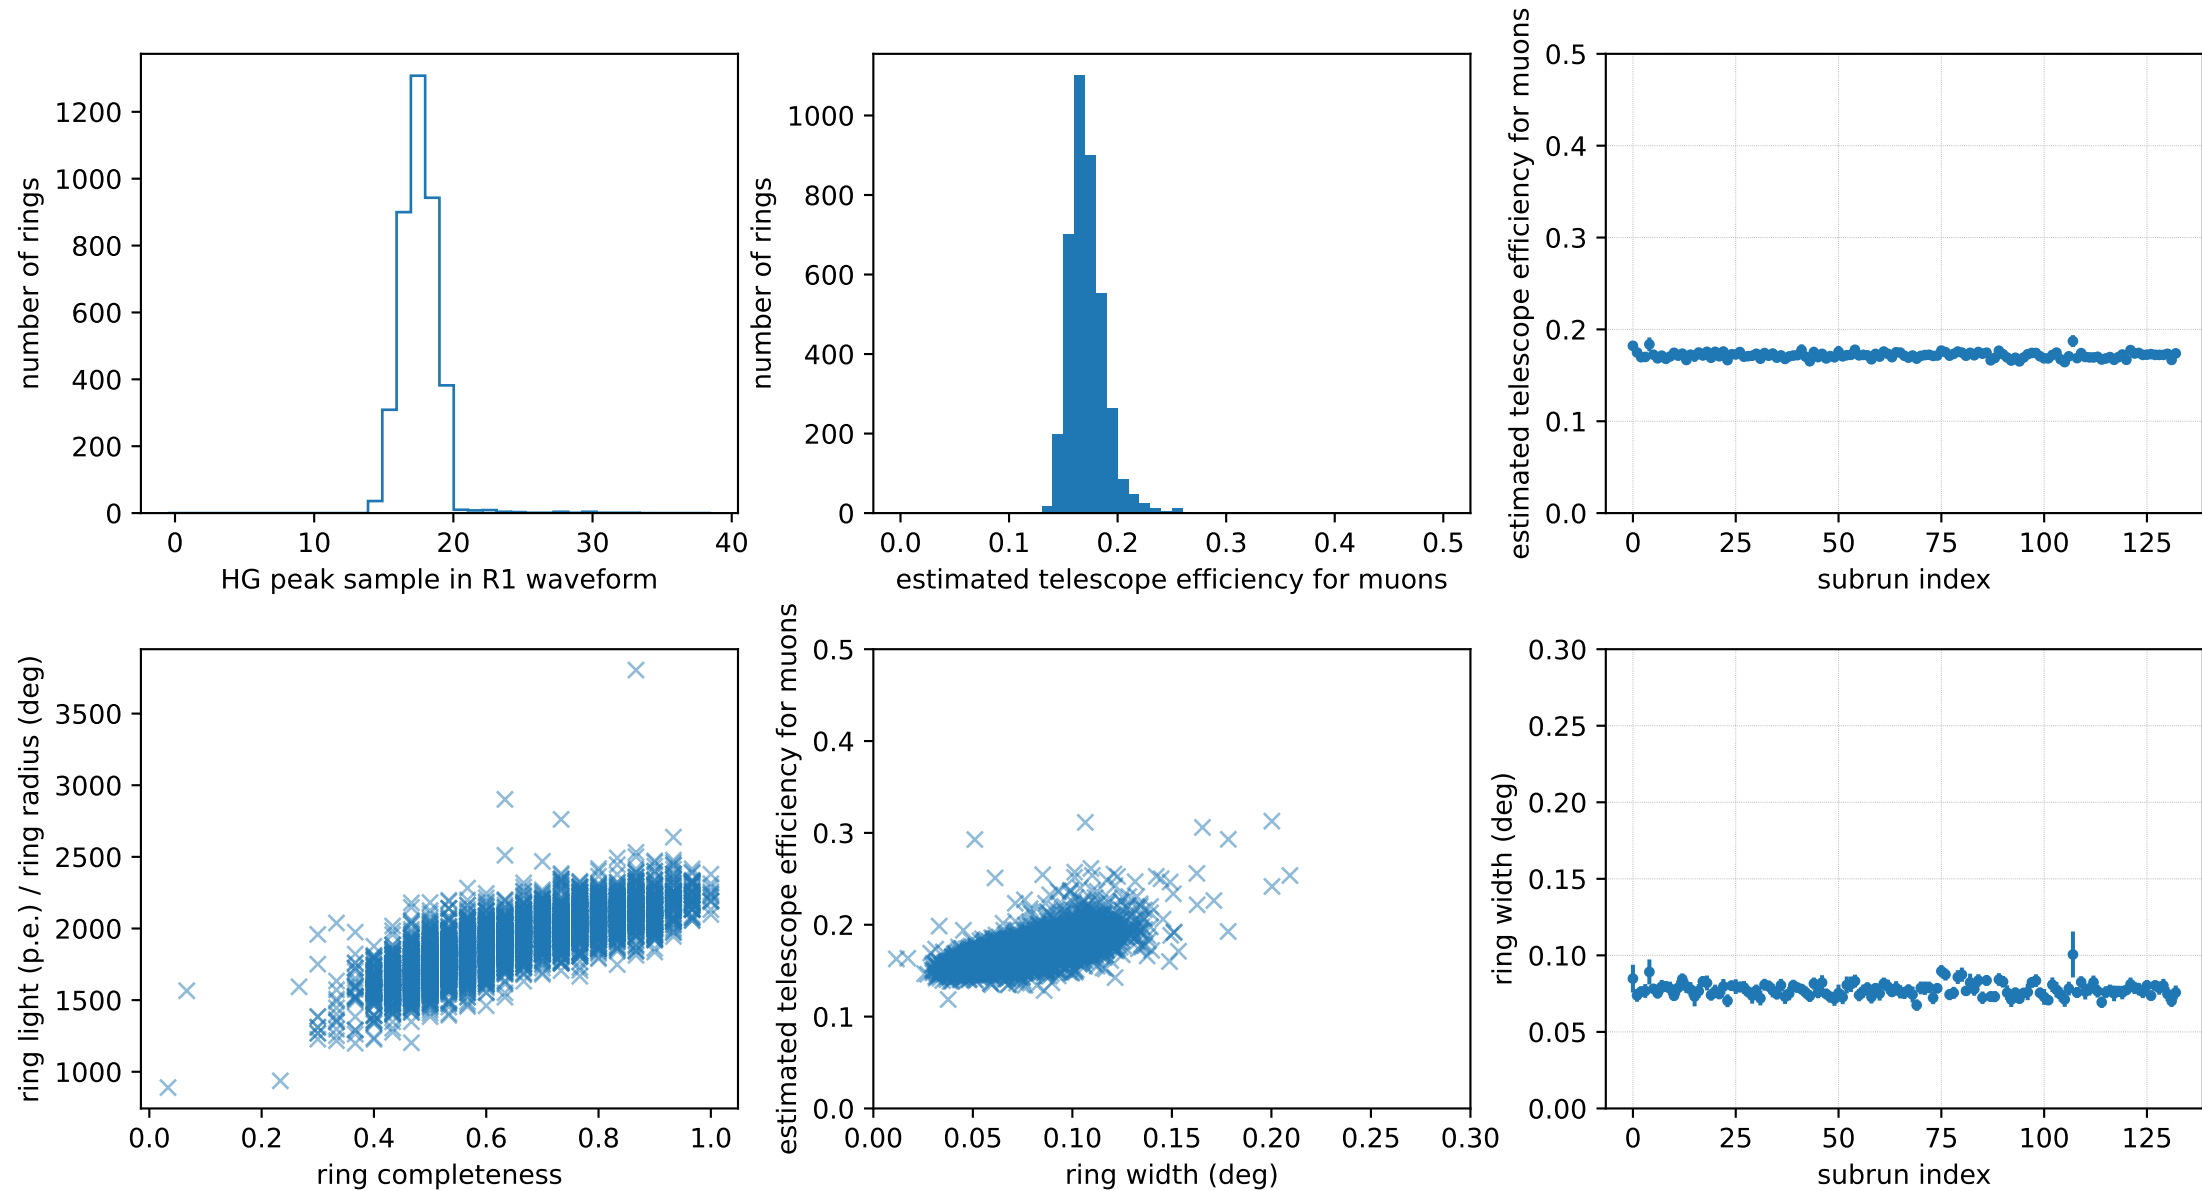 number of rings
1200
1000
800
600
400
200
0
0 10 20 30 40
HG peak sample in R1 waveform
number of rings
1000
800
600
400
200
0
0.0 0.1 0.2 0.3 0.4 0.5
estimated telescope efficiency for muons
estimated telescope efficiency for muons
0.5
0.4
0.3
0.2
0.1
0.0
0 25 50 75 100 125
subrun index
ring light (p.e.) / ring radius (deg)
3500
3000
2500
2000
1500
1000
0.0 0.2 0.4 0.6 0.8 1.0
ring completeness
estimated telescope efficiency for muons
0.5
0.4
0.3
0.2
0.1
0.0
0.00 0.05 0.10 0.15 0.20 0.25 0.30
ring width (deg)
ring width (deg)
0.30
0.25
0.20
0.15
0.10
0.05
0.00
0 25 50 75 100 125
subrun index